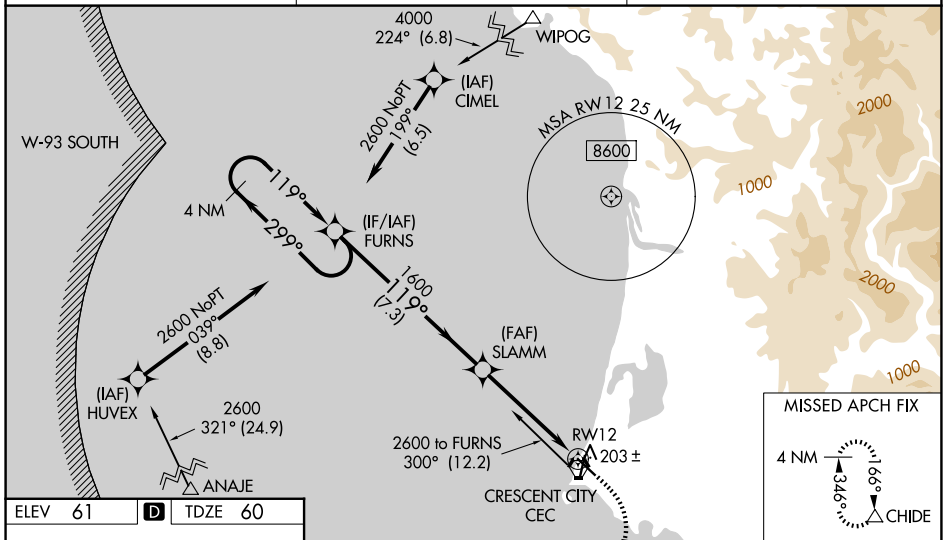 4000
224° (6.8)
WIPOG
(IAF)
CIMEL
2600 NoPT
199°
(6.5)
W-93 SOUTH
MSA RW12 25 NM
8600
2000
1000
4 NM
119°
299°
(IF/IAF)
FURNS
1600
119°
(7.3)
2000
2600 NoPT
039°
(8.8)
(FAF)
SLAMM
1000
(IAF)
HUVEX
2600
321° (24.9)
ANAJE
2600 to FURNS
300° (12.2)
RW12
203 ±
CRESCENT CITY
CEC
MISSED APCH FIX
4 NM
166°
346°
CHIDE
ELEV 61 D TDZE 60